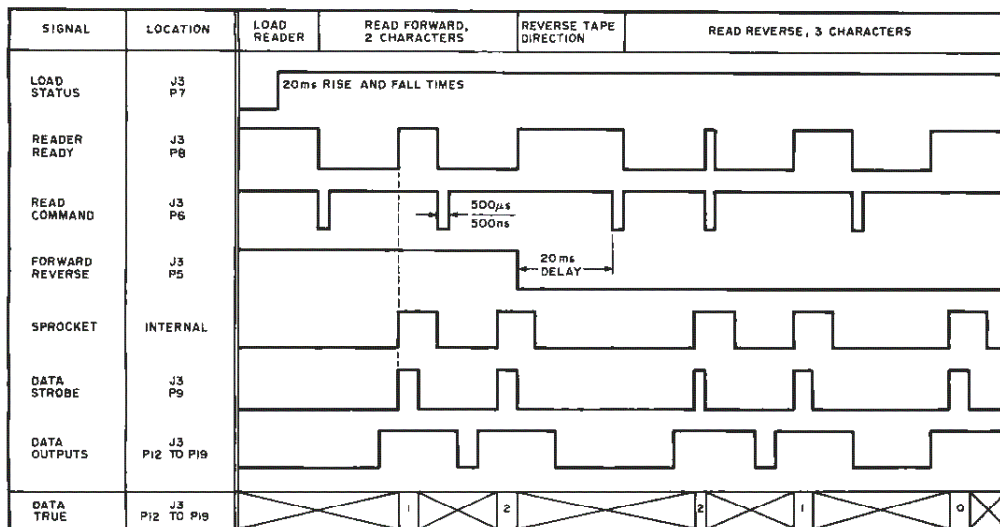 SIGNAL
LOCATION
LOAD
READER
READ FORWARD,
2 CHARACTERS
REVERSE TAPE
DIRECTION
READ REVERSE, 3 CHARACTERS
LOAD
STATUS
J3
P7
20ms RISE AND FALL TIMES
READER
READY
J3
P8
READ
COMMAND
J3
P6
500µs
500ns
FORWARD
REVERSE
J3
P5
20ms
DELAY
SPROCKET
INTERNAL
DATA
STROBE
J3
P9
DATA
OUTPUTS
J3
P12 TO P19
DATA
TRUE
J3
P12 TO P19
1
2
2
1
0